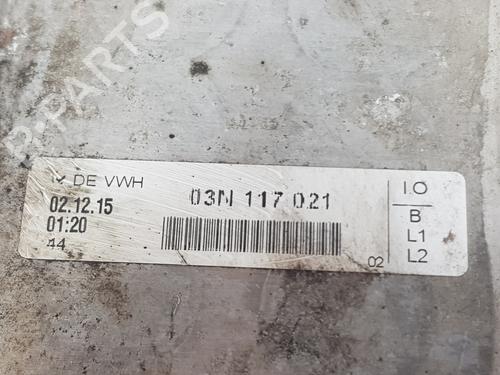 B-PARTS
DE VWH
02.12.15
01:20
44
03N 117 021
02
I.O
B
L1
L2